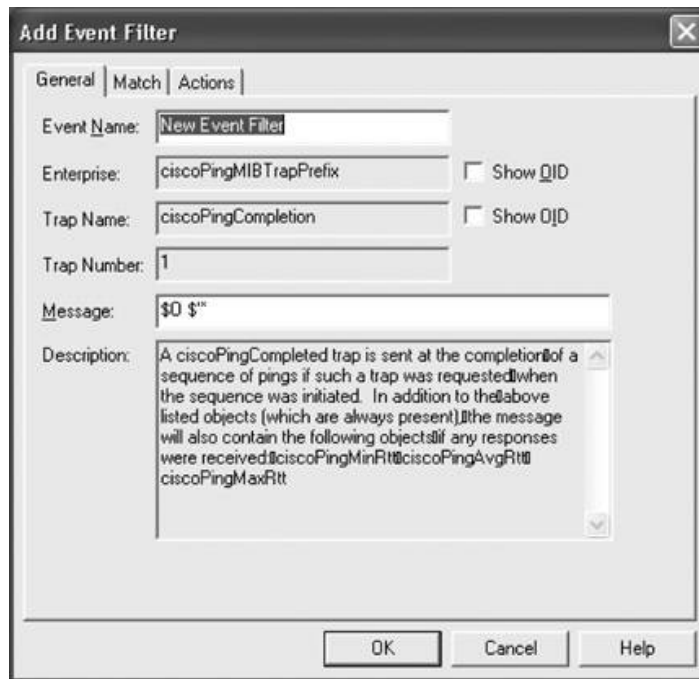 Add Event Filter
General Match Actions
Event Name: New Event Filter
Enterprise: ciscoPingMIBTrapPrefix Show OID
Trap Name: ciscoPingCompletion Show OID
Trap Number: 1
Message: $O $*
Description: A ciscoPingCompleted trap is sent at the completion▯of a
sequence of pings if such a trap was requested▯when
the sequence was initiated. In addition to the▯above
listed objects (which are always present),▯the message
will also contain the following objects▯if any responses
were received:▯ciscoPingMinRtt▯ciscoPingAvgRtt▯
ciscoPingMaxRtt
OK Cancel Help